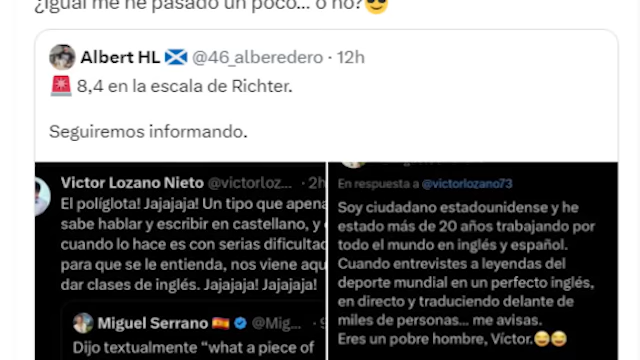 ¿Igual me he pasado un poco... o no?😎
Albert HL @46_alberedero · 12h
🚨 8,4 en la escala de Richter.
Seguiremos informando.
Victor Lozano Nieto @victorloz... · 2h
El políglota! Jajajaja! Un tipo que apena
sabe hablar y escribir en castellano, y
cuando lo hace es con serias dificultad
para que se le entienda, nos viene aqu
dar clases de inglés. Jajajaja! Jajajaja!
Miguel Serrano 🇪🇸 @Mig...
Dijo textualmente “what a piece of
En respuesta a @victorlozano73
Soy ciudadano estadounidense y he
estado más de 20 años trabajando por
todo el mundo en inglés y español.
Cuando entrevistes a leyendas del
deporte mundial en un perfecto inglés,
en directo y traduciendo delante de
miles de personas... me avisas.
Eres un pobre hombre, Víctor.😅😅